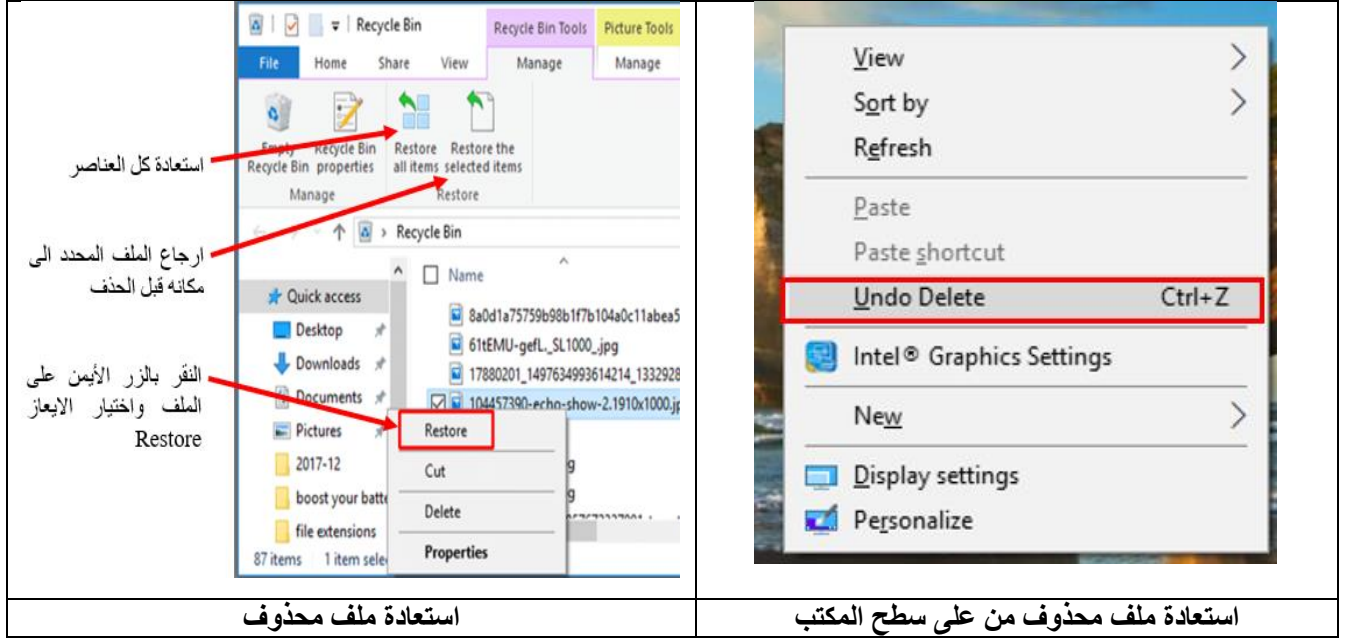 Recycle Bin
Recycle Bin Tools
Picture Tools
File
Home
Share
View
Manage
Manage
Empty Recycle Bin
Recycle Bin properties
Restore all items
Restore the selected items
Manage
Restore
استعادة كل العناصر
Recycle Bin
ارجاع الملف المحدد الى
مكانه قبل الحذف
Name
Quick access
Desktop
Downloads
Documents
Pictures
2017-12
boost your batte
file extensions
8a0d1a75759b98b1f7b104a0c11abea5
61tEMU-gefL._SL1000_.jpg
17880201_1497634993614214_1332928
104457390-echo-show-2.1910x1000.jp
النقر بالزر الأيمن على
الملف واختيار الايعاز
Restore
Restore
Cut
Delete
Properties
87 items
1 item sele
View
Sort by
Refresh
Paste
Paste shortcut
Undo Delete Ctrl+Z
Intel® Graphics Settings
New
Display settings
Personalize
استعادة ملف محذوف
استعادة ملف محذوف من على سطح المكتب